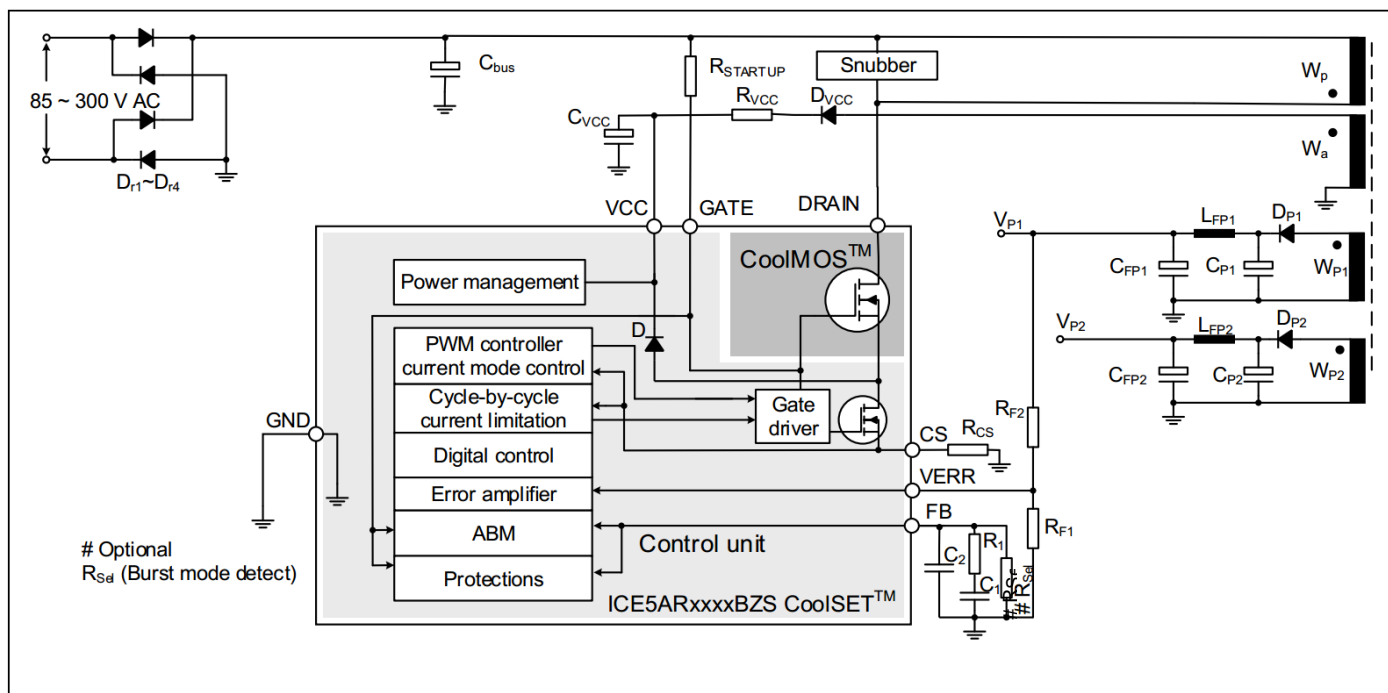 85 ~ 300 V AC
Dr1~Dr4
Cbus
RSTARTUP
Snubber
Wp
RVCC
DVCC
CVCC
Wa
VCC
GATE
DRAIN
VP1
LFP1
DP1
CFP1
CP1
WP1
VP2
LFP2
DP2
CFP2
CP2
WP2
CoolMOS™
Power management
D
PWM controller
current mode control
Cycle-by-cycle
current limitation
Gate
driver
Digital control
Error amplifier
ABM
Protections
Control unit
ICE5ARxxxxBZS CoolSET™
GND
CS
RCS
VERR
FB
RF2
RF1
C2
R1
C1
# RSel
# Optional
RSel (Burst mode detect)